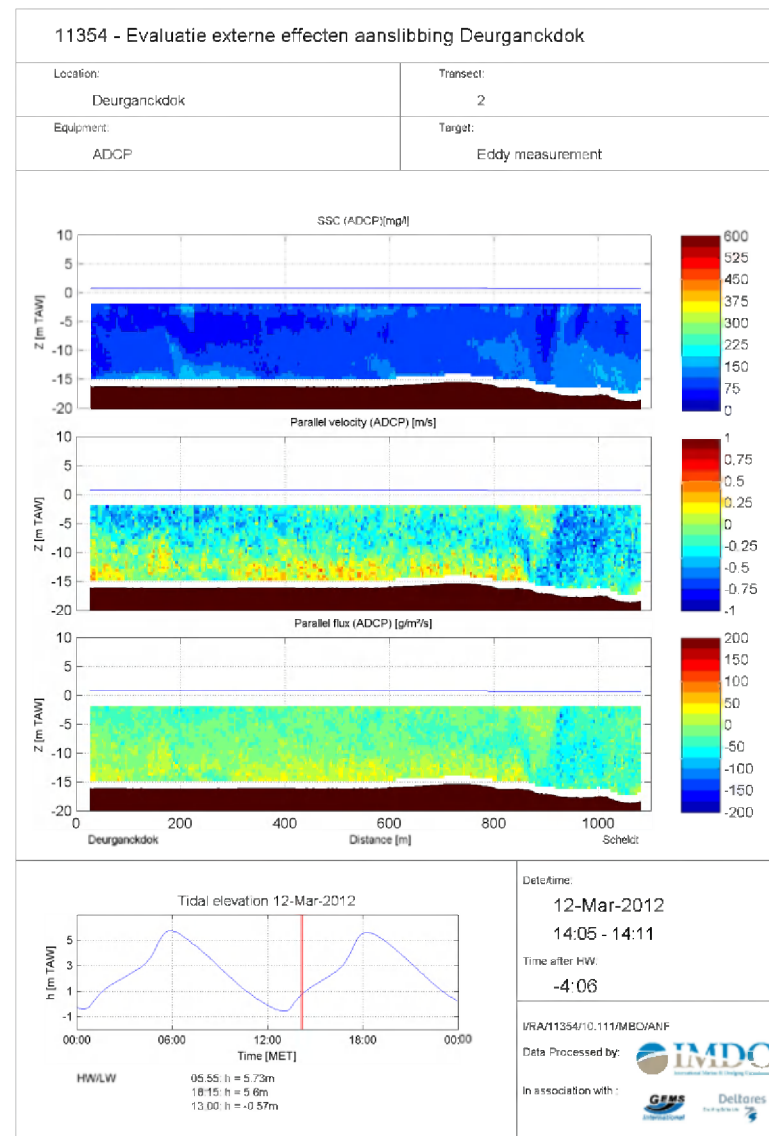 11354 - Evaluatie externe effecten aanslibbing Deurganckdok
Location:
Deurganckdok
Transect:
2
Equipment:
ADCP
Target:
Eddy measurement
SSC (ADCP)[mg/l]
10
5
0
-5
-10
-15
-20
Z [m TAW]
600
525
450
375
300
225
150
75
0
Parallel velocity (ADCP) [m/s]
10
5
0
-5
-10
-15
-20
Z [m TAW]
1
0.75
0.5
0.25
0
-0.25
-0.5
-0.75
-1
Parallel flux (ADCP) [g/m²/s]
10
5
0
-5
-10
-15
-20
Z [m TAW]
200
150
100
50
0
-50
-100
-150
-200
0 200 400 600 800 1000
Deurganckdok Distance [m] Scheldt
Tidal elevation 12-Mar-2012
5
3
1
-1
h [m TAW]
00:00 06:00 12:00 18:00 00:00
Time [MET]
HW/LW
05:55: h = 5.73m
18:15: h = 5.6m
13:00: h = -0.57m
Date/time:
12-Mar-2012
14:05 - 14:11
Time after HW:
-4:06
I/RA/11354/10.111/MBO/ANF
Data Processed by:
IMDC
In association with :
GEMS
International
Deltares